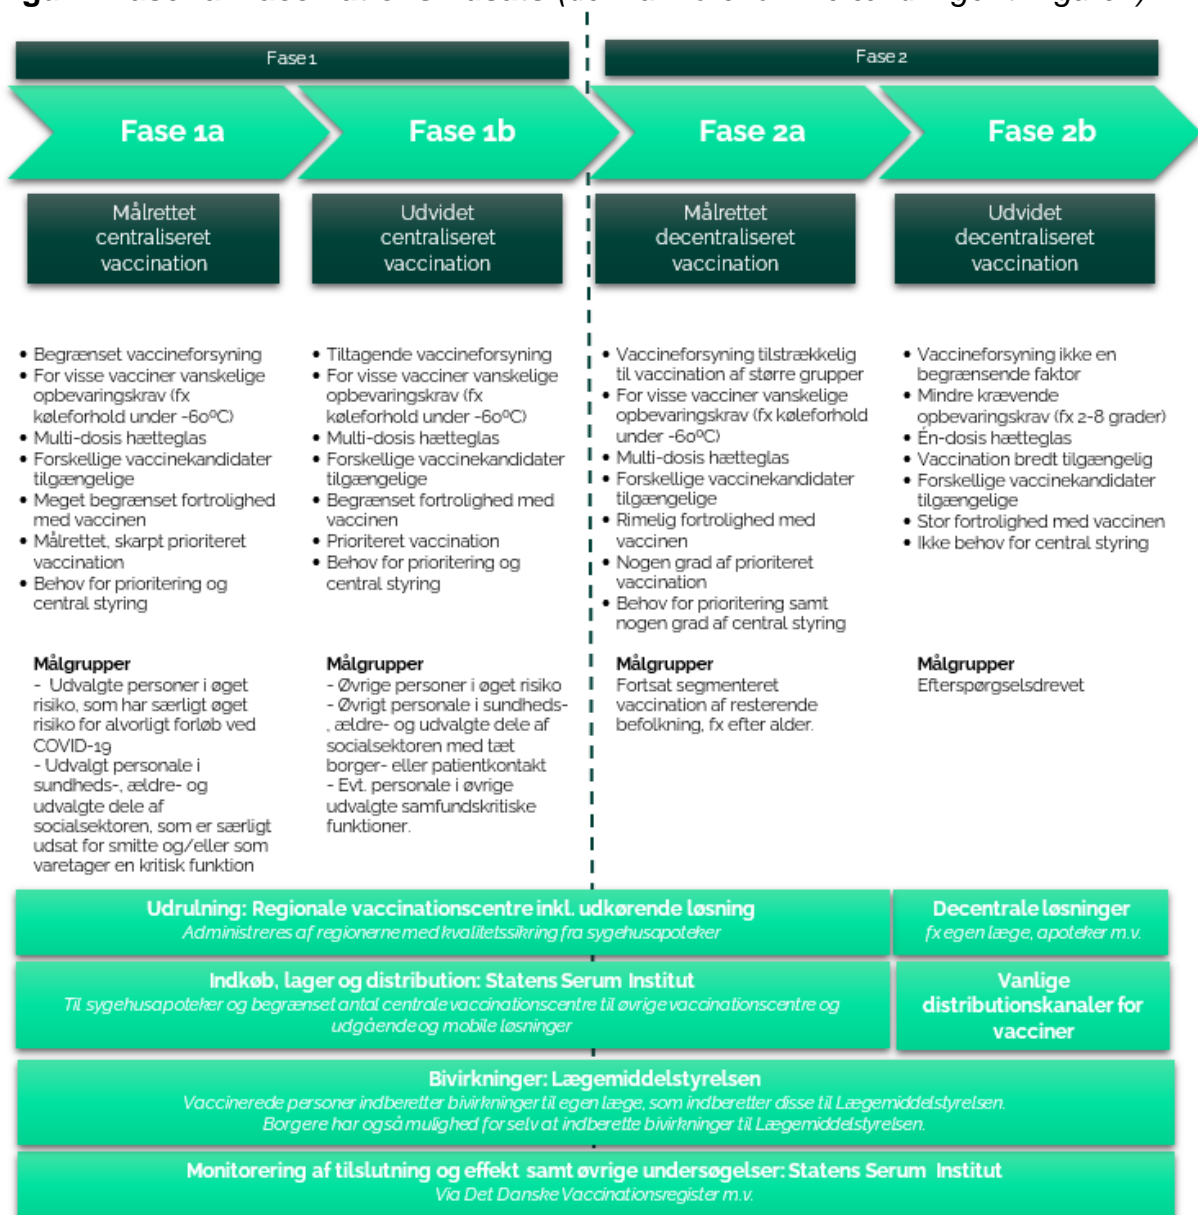 Fase 1
Fase 2
Fase 1a
Fase 1b
Fase 2a
Fase 2b
Målrettet
centraliseret
vaccination
Udvidet
centraliseret
vaccination
Målrettet
decentraliseret
vaccination
Udvidet
decentraliseret
vaccination
• Begrænset vaccineforsyning
• For visse vacciner vanskelige
opbevaringskrav (fx
køleforhold under -60ºC)
• Multi-dosis hætteglas
• Forskellige vaccinekandidater
tilgængelige
• Meget begrænset fortrolighed
med vaccinen
• Målrettet, skarpt prioriteret
vaccination
• Behov for prioritering og
central styring
Målgrupper
- Udvalgte personer i øget
risiko, som har særligt øget
risiko for alvorligt forløb ved
COVID-19
- Udvalgt personale i
sundheds-, ældre- og
udvalgte dele af
socialsektoren, som er særligt
udsat for smitte og/eller som
varetager en kritisk funktion
• Tiltagende vaccineforsyning
• For visse vacciner vanskelige
opbevaringskrav (fx
køleforhold under -60ºC)
• Multi-dosis hætteglas
• Forskellige vaccinekandidater
tilgængelige
• Begrænset fortrolighed med
vaccinen
• Prioriteret vaccination
• Behov for prioritering og
central styring
Målgrupper
- Øvrige personer i øget risiko
- Øvrigt personale i sundheds-
, ældre- og udvalgte dele af
socialsektoren med tæt
borger- eller patientkontakt
- Evt. personale i øvrige
udvalgte samfundskritiske
funktioner.
• Vaccineforsyning tilstrækkelig
til vaccination af større grupper
• For visse vacciner vanskelige
opbevaringskrav (fx køleforhold
under -60ºC)
• Multi-dosis hætteglas
• Forskellige vaccinekandidater
tilgængelige
• Rimelig fortrolighed med
vaccinen
• Nogen grad af prioriteret
vaccination
• Behov for prioritering samt
nogen grad af central styring
Målgrupper
Fortsat segmenteret
vaccination af resterende
befolkning, fx efter alder.
• Vaccineforsyning ikke en
begrænsende faktor
• Mindre krævende
opbevaringskrav (fx 2-8 grader)
• Én-dosis hætteglas
• Vaccination bredt tilgængelig
• Forskellige vaccinekandidater
tilgængelige
• Stor fortrolighed med vaccinen
• Ikke behov for central styring
Målgrupper
Efterspørgselsdrevet
Udrulning: Regionale vaccinationscentre inkl. udkørende løsning
Administreres af regionerne med kvalitetssikring fra sygehusapoteker
Decentrale løsninger
fx egen læge, apoteker m.v.
Indkøb, lager og distribution: Statens Serum Institut
Til sygehusapoteker og begrænset antal centrale vaccinationscentre til øvrige vaccinationscentre og
udgående og mobile løsninger
Vanlige
distributionskanaler for
vacciner
Bivirkninger: Lægemiddelstyrelsen
Vaccinerede personer indberetter bivirkninger til egen læge, som indberetter disse til Lægemiddelstyrelsen.
Borgere har også mulighed for selv at indberette bivirkninger til Lægemiddelstyrelsen.
Monitorering af tilslutning og effekt samt øvrige undersøgelser: Statens Serum Institut
Via Det Danske Vaccinationsregister m.v.